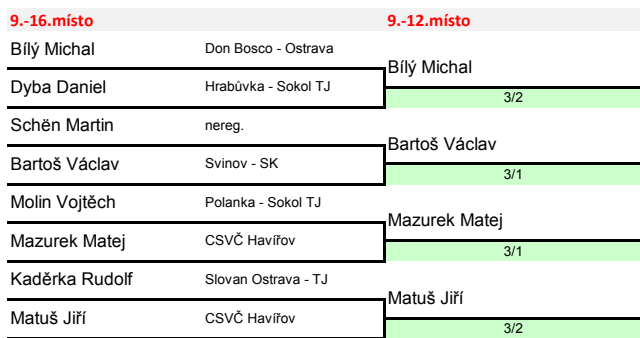 9.-16.místo 9.-12.místo
Bílý Michal Don Bosco - Ostrava
Bílý Michal
Dyba Daniel Hrabůvka - Sokol TJ
3/2
Schën Martin nereg.
Bartoš Václav
Bartoš Václav Svinov - SK
3/1
Molin Vojtěch Polanka - Sokol TJ
Mazurek Matej
Mazurek Matej CSVČ Havířov
3/1
Kaděrka Rudolf Slovan Ostrava - TJ
Matuš Jiří
Matuš Jiří CSVČ Havířov
3/2